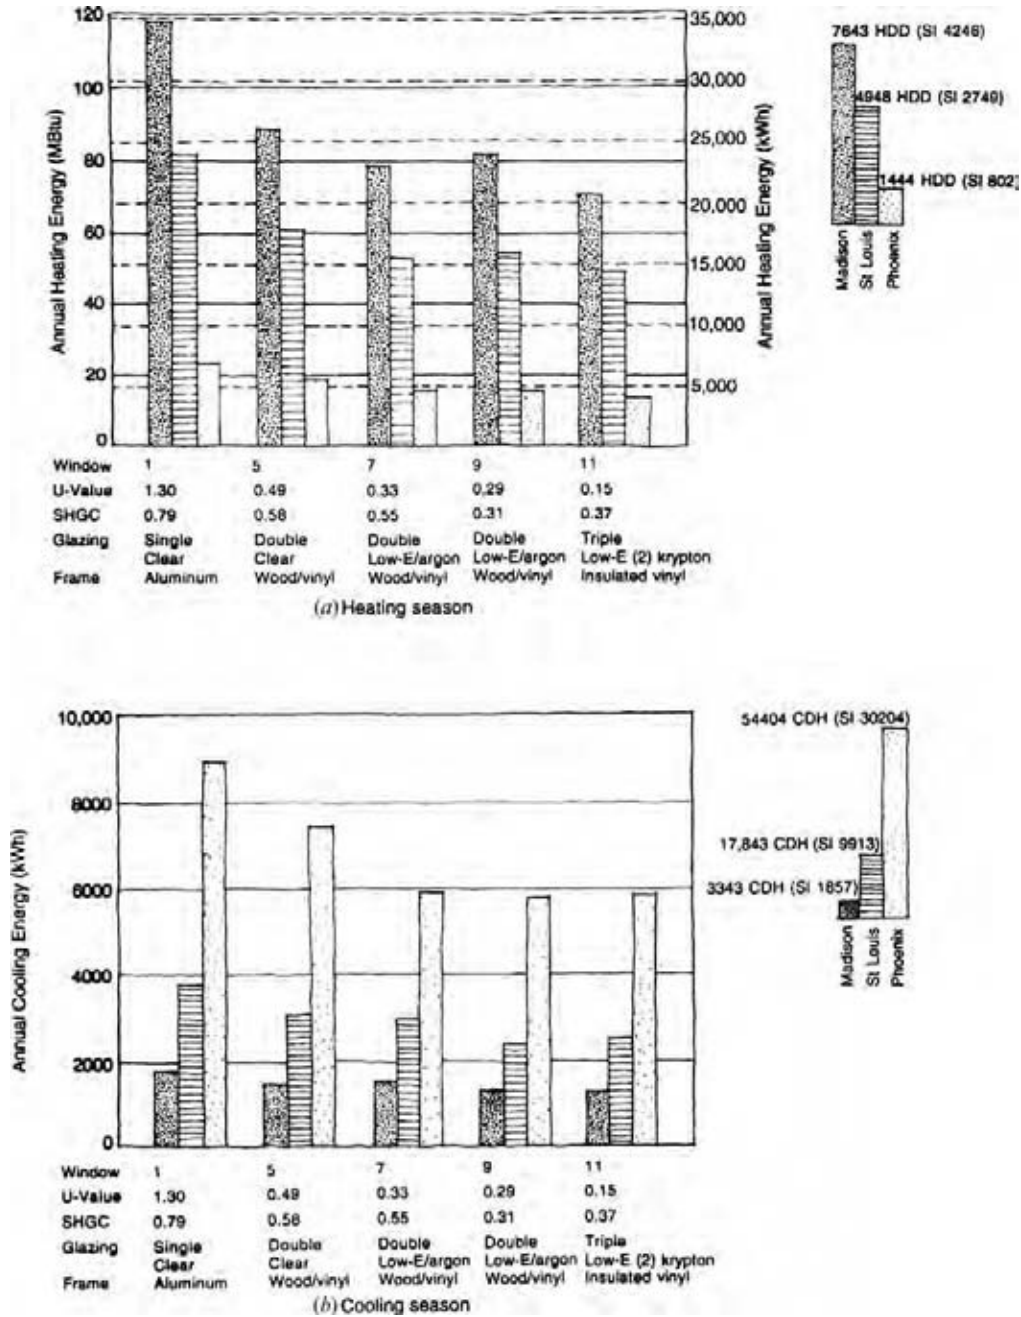 120
100
80
60
40
20
0
Annual Heating Energy (MBtu)
35,000
30,000
25,000
20,000
15,000
10,000
5,000
Annual Heating Energy (kWh)
7643 HDD (SI 4246)
4948 HDD (SI 2749)
1444 HDD (SI 802)
Madison
St Louis
Phoenix
Window 1 5 7 9 11
U-Value 1.30 0.49 0.33 0.29 0.15
SHGC 0.79 0.58 0.55 0.31 0.37
Glazing Single Double Double Double Triple
Clear Clear Low-E/argon Low-E/argon Low-E (2) krypton
Frame Aluminum Wood/vinyl Wood/vinyl Wood/vinyl Insulated vinyl
(a) Heating season
10,000
8000
6000
4000
2000
0
Annual Cooling Energy (kWh)
54404 CDH (SI 30204)
17,843 CDH (SI 9913)
3343 CDH (SI 1857)
Madison
St Louis
Phoenix
Window 1 5 7 9 11
U-Value 1.30 0.49 0.33 0.29 0.15
SHGC 0.79 0.58 0.55 0.31 0.37
Glazing Single Double Double Double Triple
Clear Clear Low-E/argon Low-E/argon Low-E (2) krypton
Frame Aluminum Wood/vinyl Wood/vinyl Wood/vinyl Insulated vinyl
(b) Cooling season